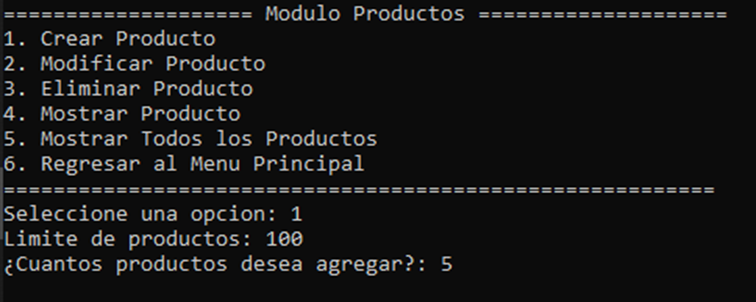 ==================== Modulo Productos ====================
1. Crear Producto
2. Modificar Producto
3. Eliminar Producto
4. Mostrar Producto
5. Mostrar Todos los Productos
6. Regresar al Menu Principal
=========================================================
Seleccione una opcion: 1
Limite de productos: 100
¿Cuantos productos desea agregar?: 5